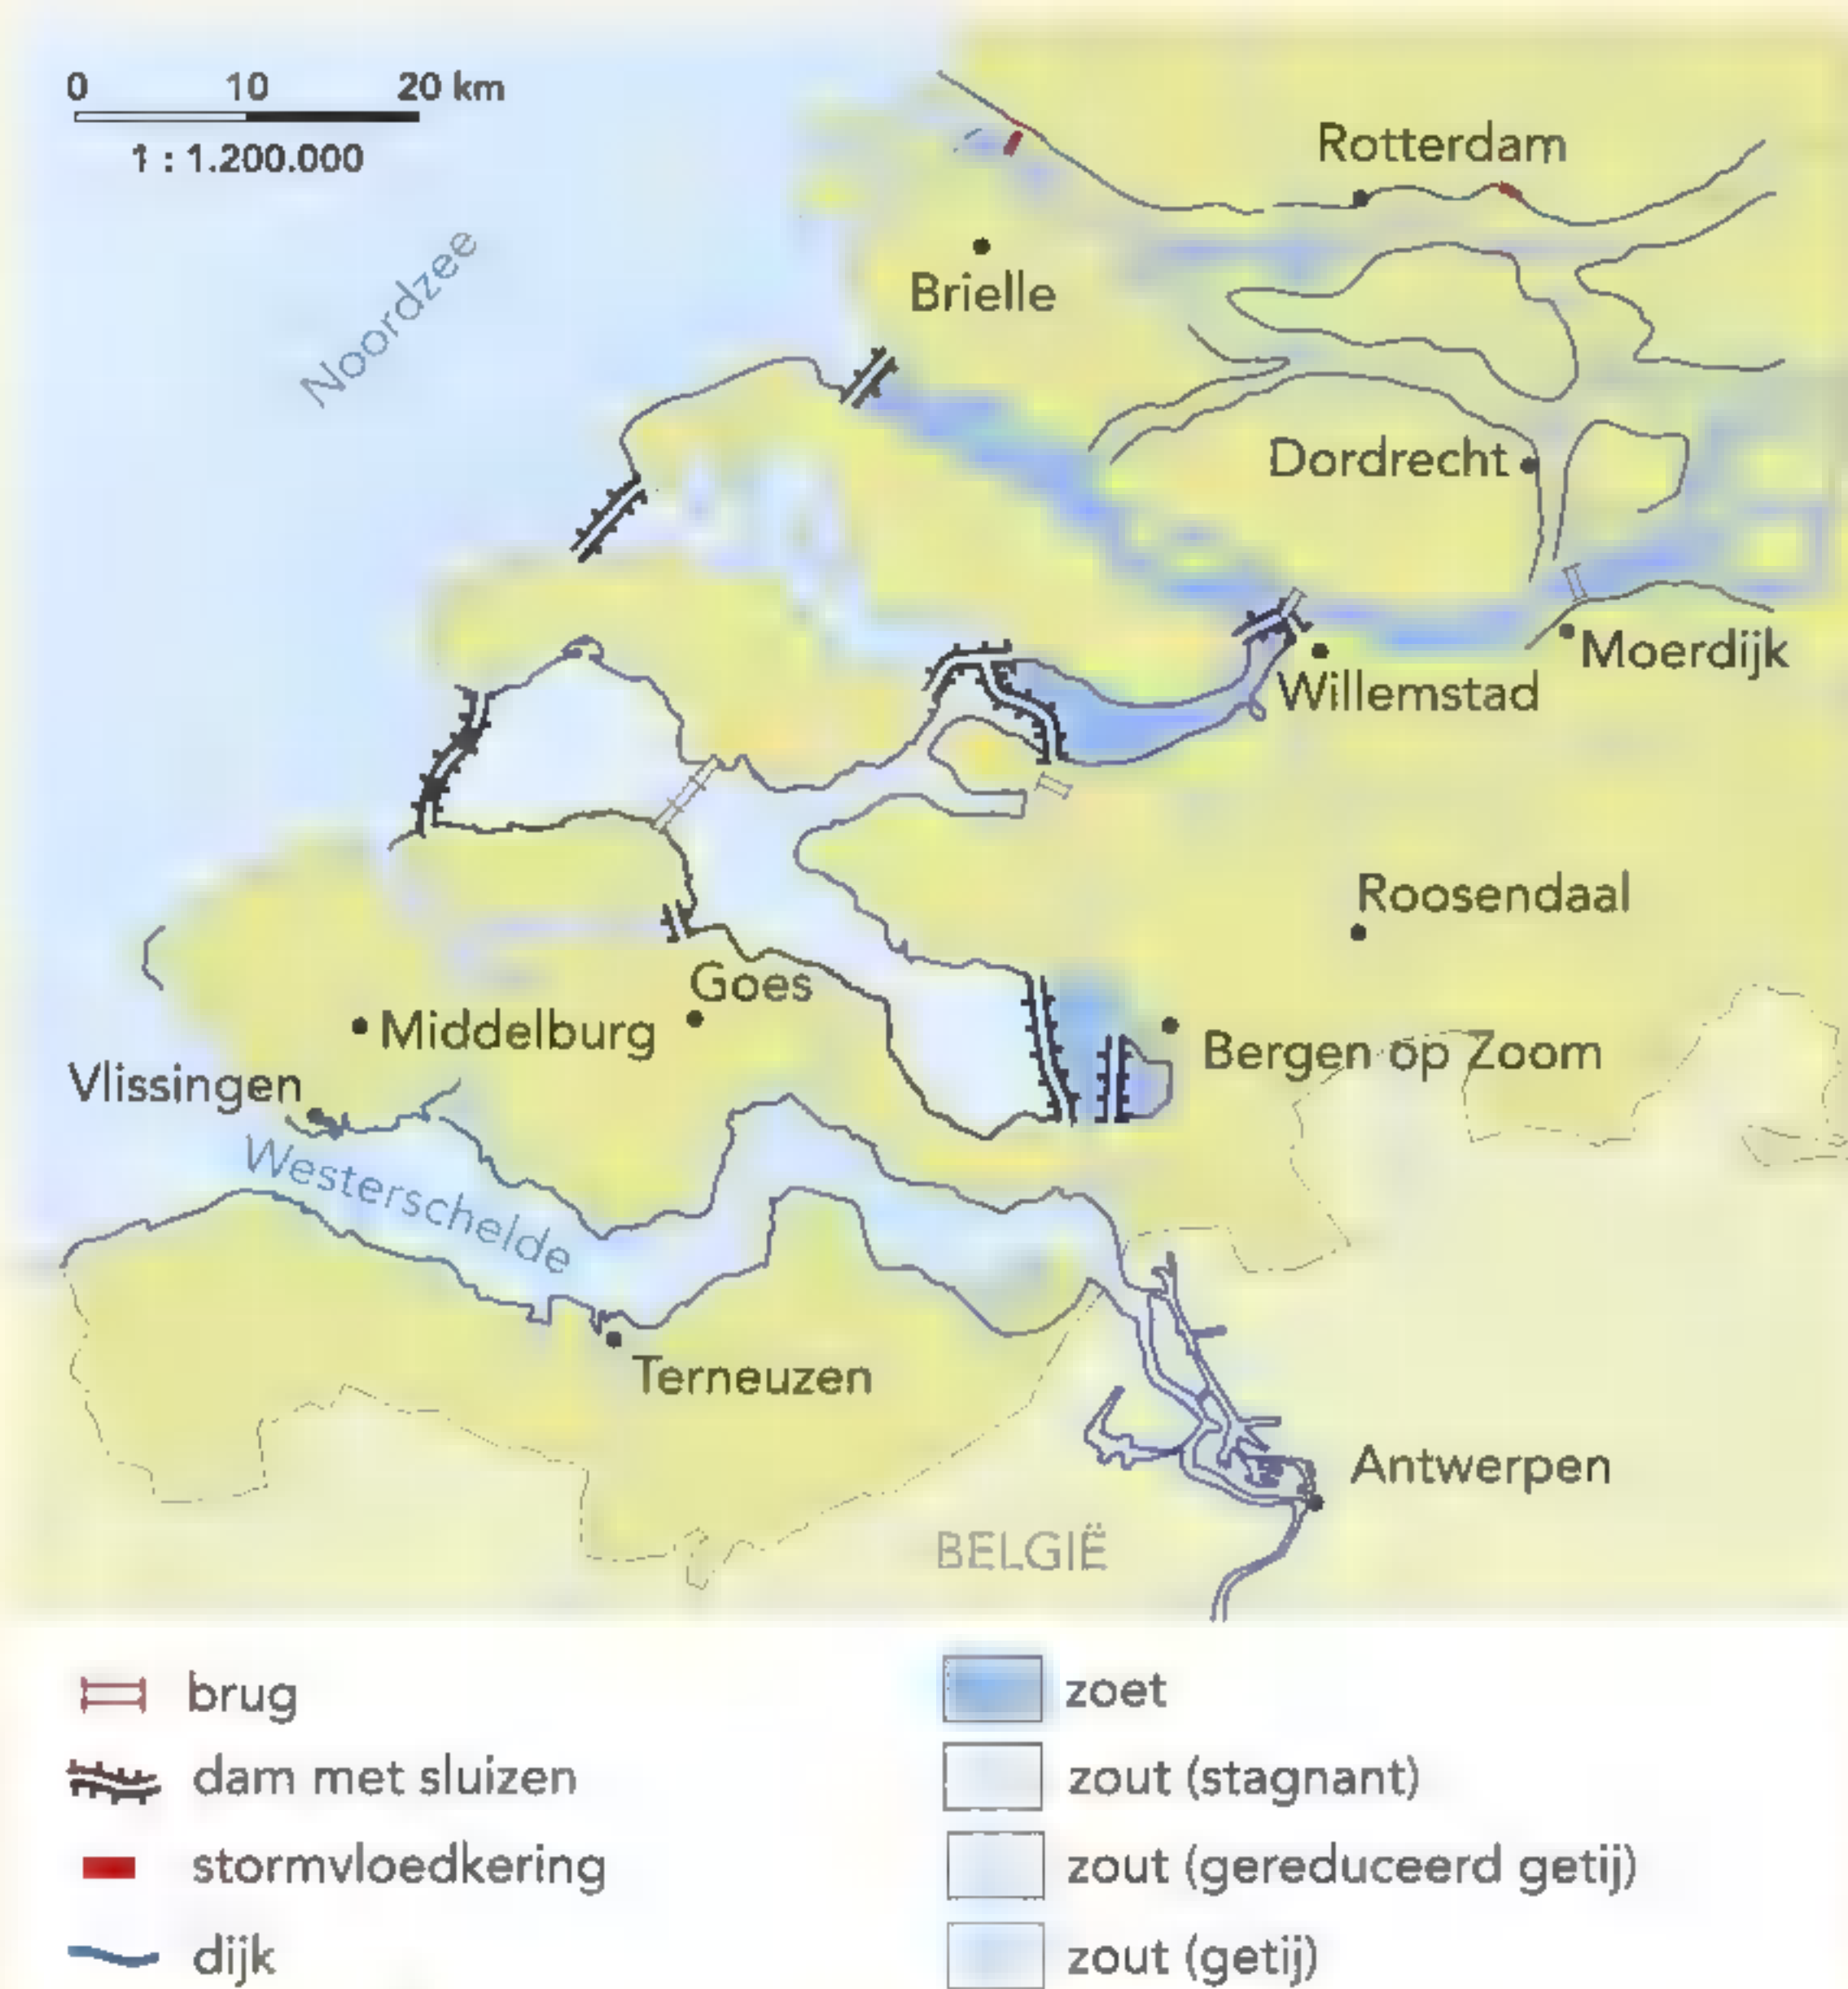 0 10 20 km
1 : 1.200.000
Rotterdam
Noordzee
Brielle
Dordrecht
Moerdijk
Willemstad
Roosendaal
Goes
Middelburg
Bergen op Zoom
Vlissingen
Westerschelde
Terneuzen
Antwerpen
BELGIË
brug
dam met sluizen
stormvloedkering
dijk
zoet
zout (stagnant)
zout (gereduceerd getij)
zout (getij)